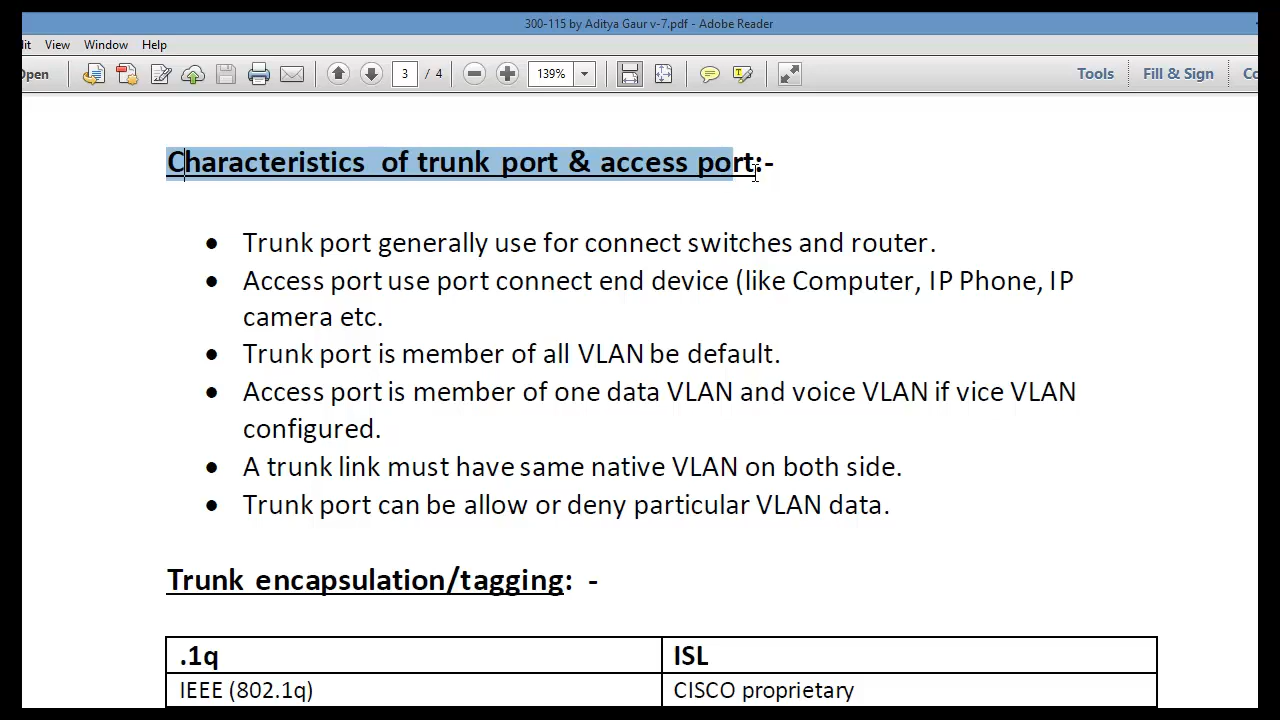 300-115 by Aditya Gaur v-7.pdf - Adobe Reader
it View Window Help
Open 3 / 4 139% Tools Fill & Sign Co
Characteristics of trunk port & access port:-
• Trunk port generally use for connect switches and router.
• Access port use port connect end device (like Computer, IP Phone, IP
camera etc.
• Trunk port is member of all VLAN be default.
• Access port is member of one data VLAN and voice VLAN if vice VLAN
configured.
• A trunk link must have same native VLAN on both side.
• Trunk port can be allow or deny particular VLAN data.
Trunk encapsulation/tagging: -
.1q ISL
IEEE (802.1q) CISCO proprietary